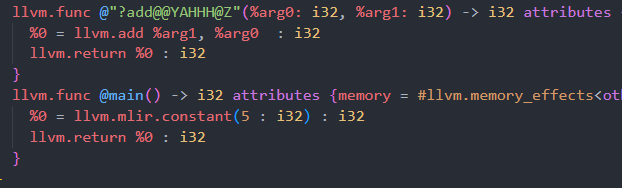 llvm.func @"?add@@YAHHH@Z"(%arg0: i32, %arg1: i32) -> i32 attributes
%0 = llvm.add %arg1, %arg0  : i32
llvm.return %0 : i32
}
llvm.func @main() -> i32 attributes {memory = #llvm.memory_effects<ot
%0 = llvm.mlir.constant(5 : i32) : i32
llvm.return %0 : i32
}